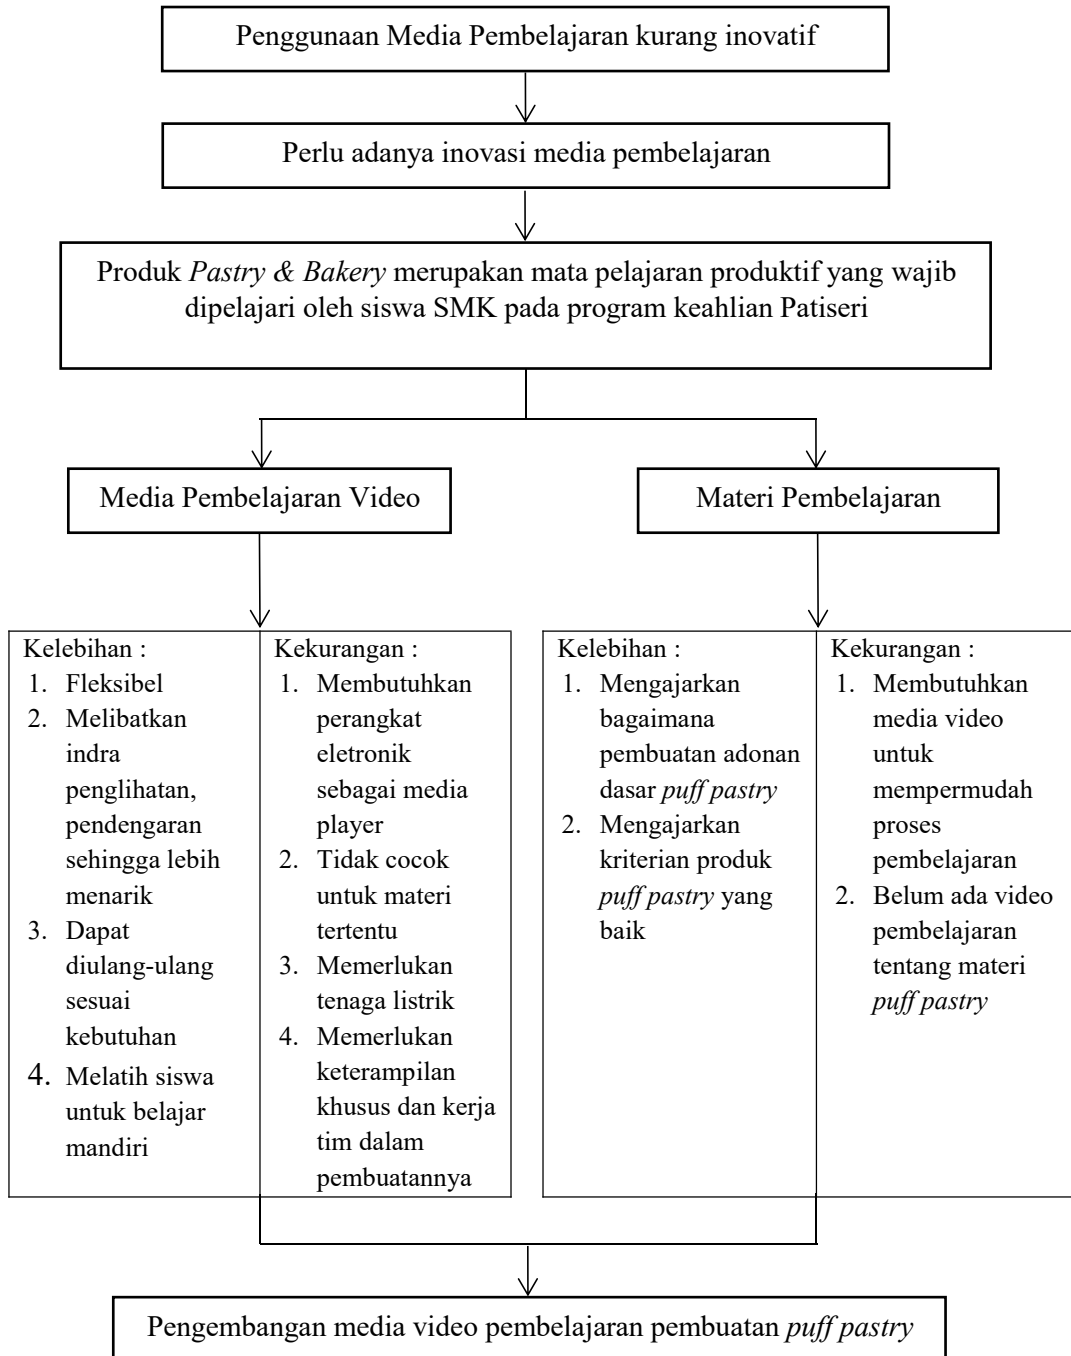 Penggunaan Media Pembelajaran kurang inovatif
Perlu adanya inovasi media pembelajaran
Produk Pastry & Bakery merupakan mata pelajaran produktif yang wajib
dipelajari oleh siswa SMK pada program keahlian Patiseri
Media Pembelajaran Video
Materi Pembelajaran
Kelebihan :
1. Fleksibel
2. Melibatkan
indra
penglihatan,
pendengaran
sehingga lebih
menarik
3. Dapat
diulang-ulang
sesuai
kebutuhan
4. Melatih siswa
untuk belajar
mandiri
Kekurangan :
1. Membutuhkan
perangkat
eletronik
sebagai media
player
2. Tidak cocok
untuk materi
tertentu
3. Memerlukan
tenaga listrik
4. Memerlukan
keterampilan
khusus dan kerja
tim dalam
pembuatannya
Kelebihan :
1. Mengajarkan
bagaimana
pembuatan adonan
dasar puff pastry
2. Mengajarkan
kriterian produk
puff pastry yang
baik
Kekurangan :
1. Membutuhkan
media video
untuk
mempermudah
proses
pembelajaran
2. Belum ada video
pembelajaran
tentang materi
puff pastry
Pengembangan media video pembelajaran pembuatan puff pastry